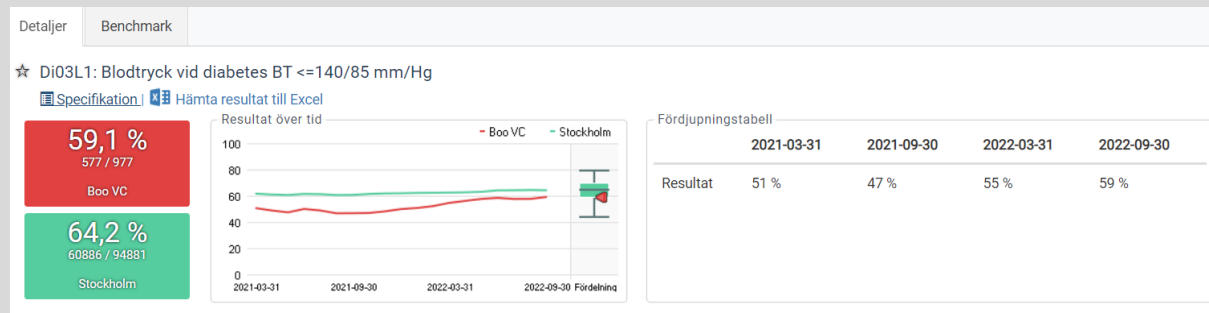 Detaljer Benchmark
Di03L1: Blodtryck vid diabetes BT <=140/85 mm/Hg
Specifikation | Hämta resultat till Excel
59,1 %
577 / 977
Boo VC
64,2 %
60886 / 94881
Stockholm
Resultat över tid
Boo VC Stockholm
100
80
60
40
20
0
2021-03-31 2021-09-30 2022-03-31 2022-09-30 Fördelning
Fördjupningstabell
2021-03-31 2021-09-30 2022-03-31 2022-09-30
Resultat 51 % 47 % 55 % 59 %